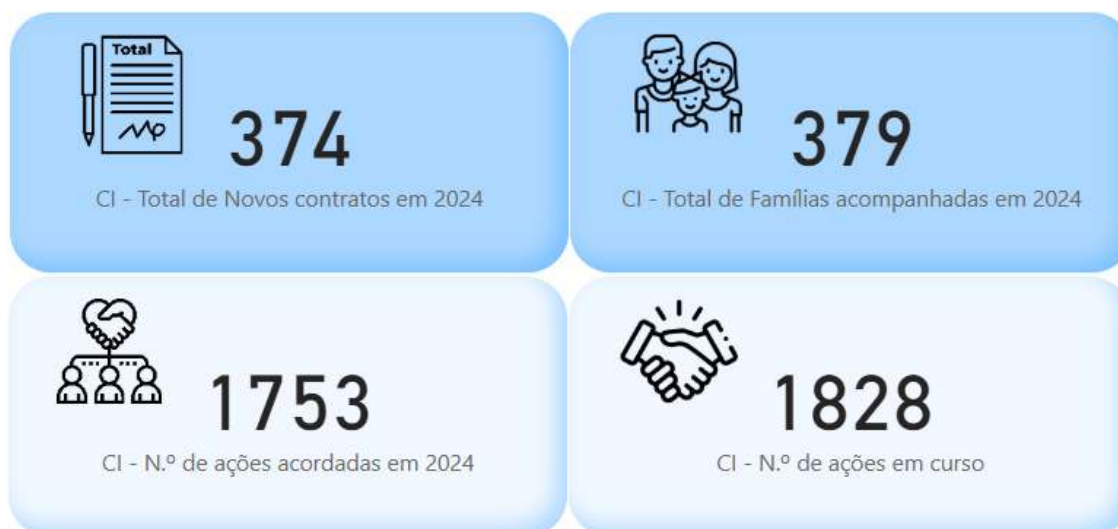 Total
374
CI - Total de Novos contratos em 2024
379
CI - Total de Famílias acompanhadas em 2024
1753
CI - N.º de ações acordadas em 2024
1828
CI - N.º de ações em curso